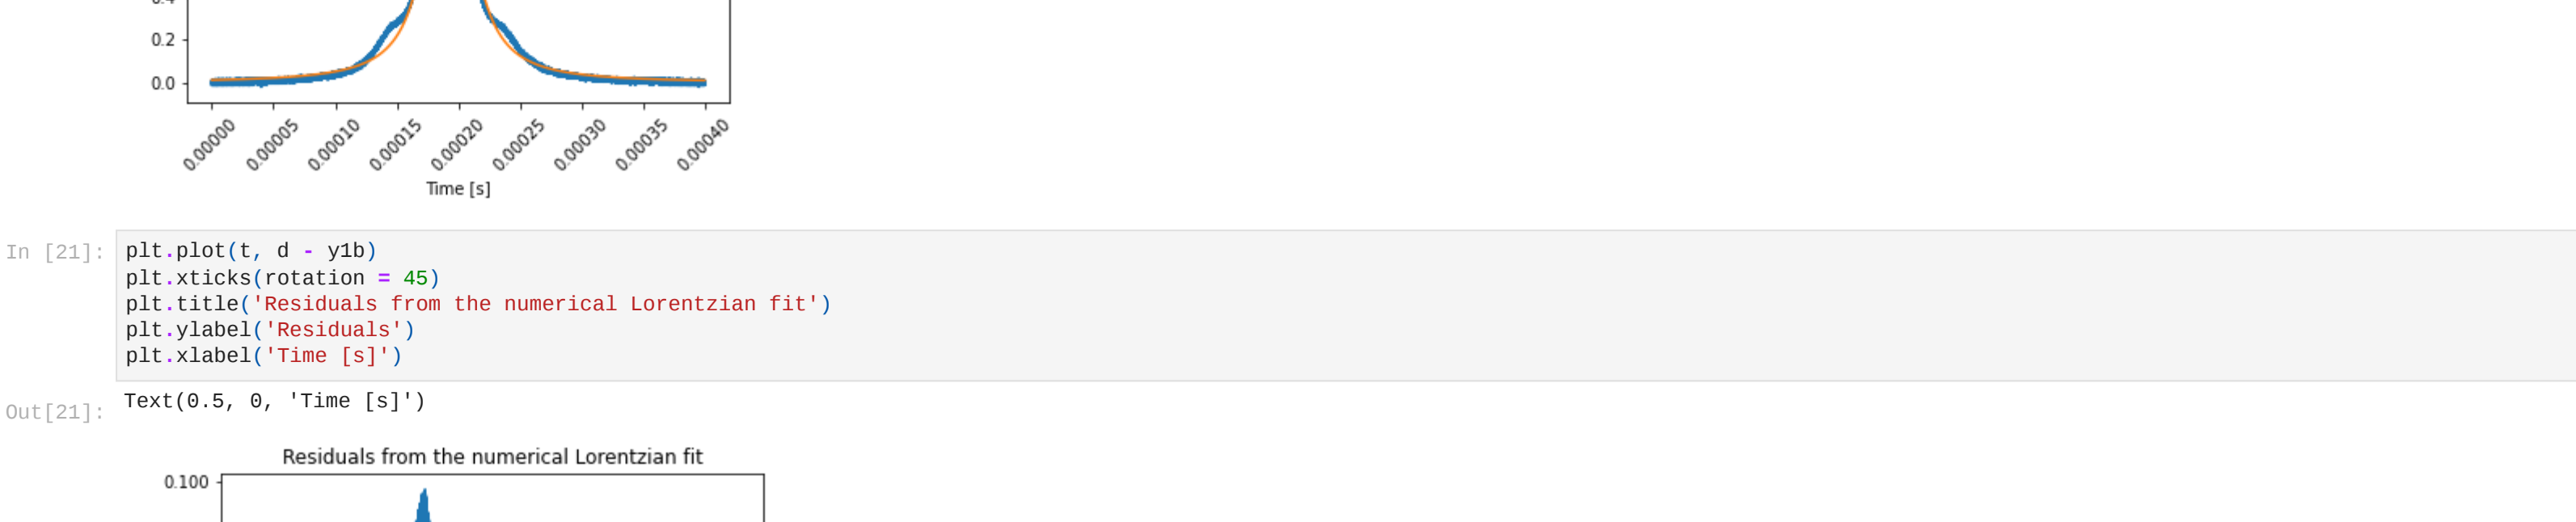 0.2
0.0
0.00000 0.00005 0.00010 0.00015 0.00020 0.00025 0.00030 0.00035 0.00040
Time [s]
In [21]:
plt.plot(t, d - y1b)
plt.xticks(rotation = 45)
plt.title('Residuals from the numerical Lorentzian fit')
plt.ylabel('Residuals')
plt.xlabel('Time [s]')
Out[21]:
Text(0.5, 0, 'Time [s]')
Residuals from the numerical Lorentzian fit
0.100